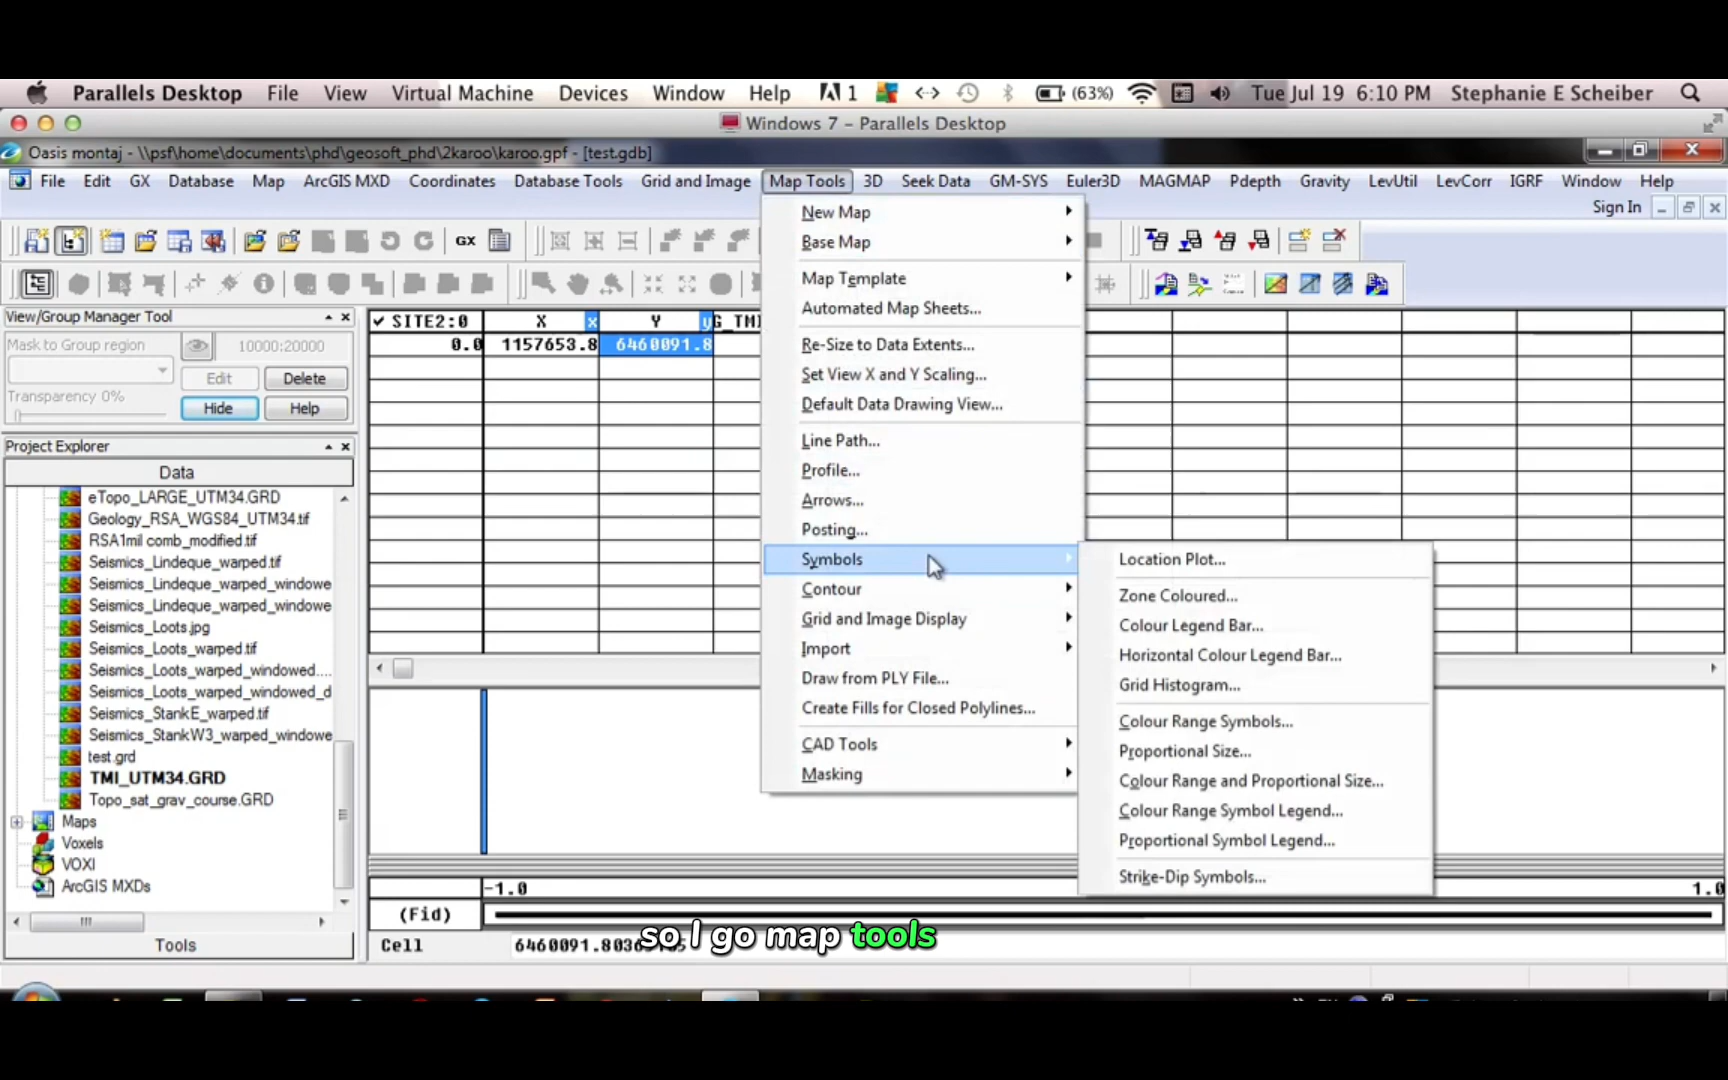 Parallels Desktop File View Virtual Machine Devices Window Help 1 (63%) Tue Jul 19 6:10 PM Stephanie E Scheiber
Windows 7 - Parallels Desktop
Oasis montaj - \\psf\home\documents\phd\geosoft_phd\2karoo\karoo.gpf - [test.gdb]
File Edit GX Database Map ArcGIS MXD Coordinates Database Tools Grid and Image Map Tools 3D Seek Data GM-SYS Euler3D MAGMAP Pdepth Gravity LevUtil LevCorr IGRF Window Help
Sign In
GX
View/Group Manager Tool
Mask to Group region 10000:20000
Edit Delete
Transparency 0%
Hide Help
Project Explorer
Data
eTopo_LARGE_UTM34.GRD
Geology_RSA_WGS84_UTM34.tif
RSA1mil comb_modified.tif
Seismics_Lindeque_warped.tif
Seismics_Lindeque_warped_windowe
Seismics_Lindeque_warped_windowe
Seismics_Loots.jpg
Seismics_Loots_warped.tif
Seismics_Loots_warped_windowed....
Seismics_Loots_warped_windowed_d
Seismics_StankE_warped.tif
Seismics_StankW3_warped_windowe
test.grd
TMI_UTM34.GRD
Topo_sat_grav_course.GRD
Maps
Voxels
VOXI
ArcGIS MXDs
Tools
SITE2:0 X x Y y G_TMI
0.0 1157653.8 6460091.8
New Map
Base Map
Map Template
Automated Map Sheets...
Re-Size to Data Extents...
Set View X and Y Scaling...
Default Data Drawing View...
Line Path...
Profile...
Arrows...
Posting...
Symbols
Contour
Grid and Image Display
Import
Draw from PLY File...
Create Fills for Closed Polylines...
CAD Tools
Masking
Location Plot...
Zone Coloured...
Colour Legend Bar...
Horizontal Colour Legend Bar...
Grid Histogram...
Colour Range Symbols...
Proportional Size...
Colour Range and Proportional Size...
Colour Range Symbol Legend...
Proportional Symbol Legend...
Strike-Dip Symbols...
-1.0 1.0
(Fid)
Cell
so I go map tools